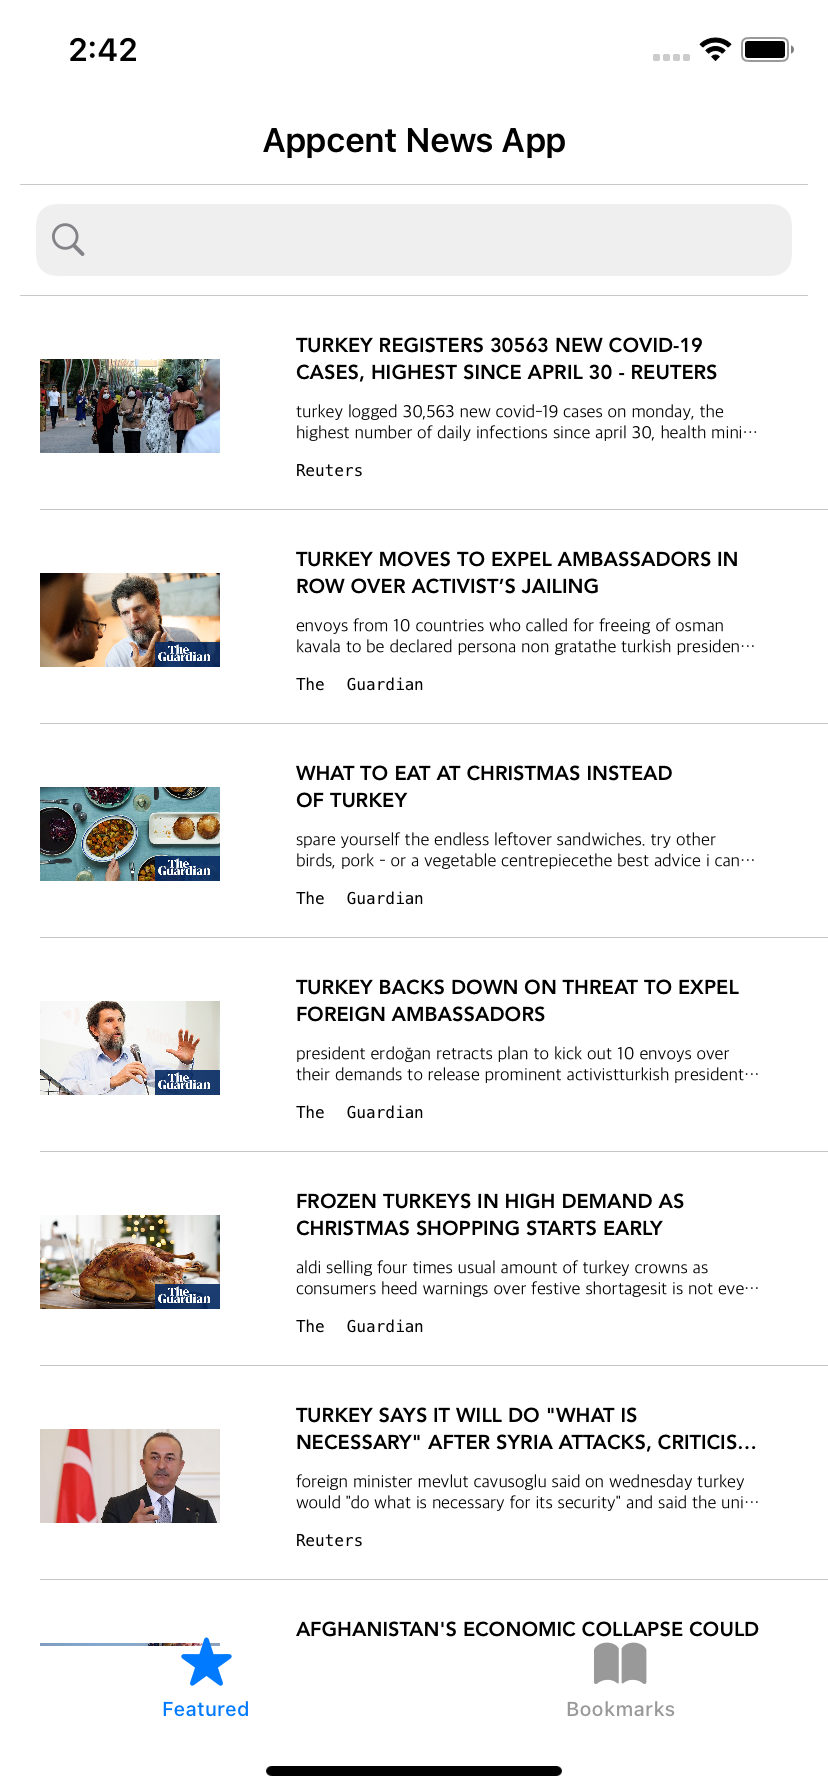 2:42
Appcent News App
TURKEY REGISTERS 30563 NEW COVID-19
CASES, HIGHEST SINCE APRIL 30 - REUTERS
turkey logged 30,563 new covid-19 cases on monday, the
highest number of daily infections since april 30, health mini···
Reuters
TURKEY MOVES TO EXPEL AMBASSADORS IN
ROW OVER ACTIVIST’S JAILING
envoys from 10 countries who called for freeing of osman
kavala to be declared persona non gratathe turkish presiden···
The Guardian
The Guardian
WHAT TO EAT AT CHRISTMAS INSTEAD
OF TURKEY
spare yourself the endless leftover sandwiches. try other
birds, pork - or a vegetable centrepiecethe best advice i can···
The Guardian
The Guardian
TURKEY BACKS DOWN ON THREAT TO EXPEL
FOREIGN AMBASSADORS
president erdoğan retracts plan to kick out 10 envoys over
their demands to release prominent activistturkish president···
The Guardian
The Guardian
FROZEN TURKEYS IN HIGH DEMAND AS
CHRISTMAS SHOPPING STARTS EARLY
aldi selling four times usual amount of turkey crowns as
consumers heed warnings over festive shortagesit is not eve···
The Guardian
The Guardian
TURKEY SAYS IT WILL DO "WHAT IS
NECESSARY" AFTER SYRIA ATTACKS, CRITICIS...
foreign minister mevlut cavusoglu said on wednesday turkey
would "do what is necessary for its security" and said the uni···
Reuters
AFGHANISTAN'S ECONOMIC COLLAPSE COULD
Featured
Bookmarks